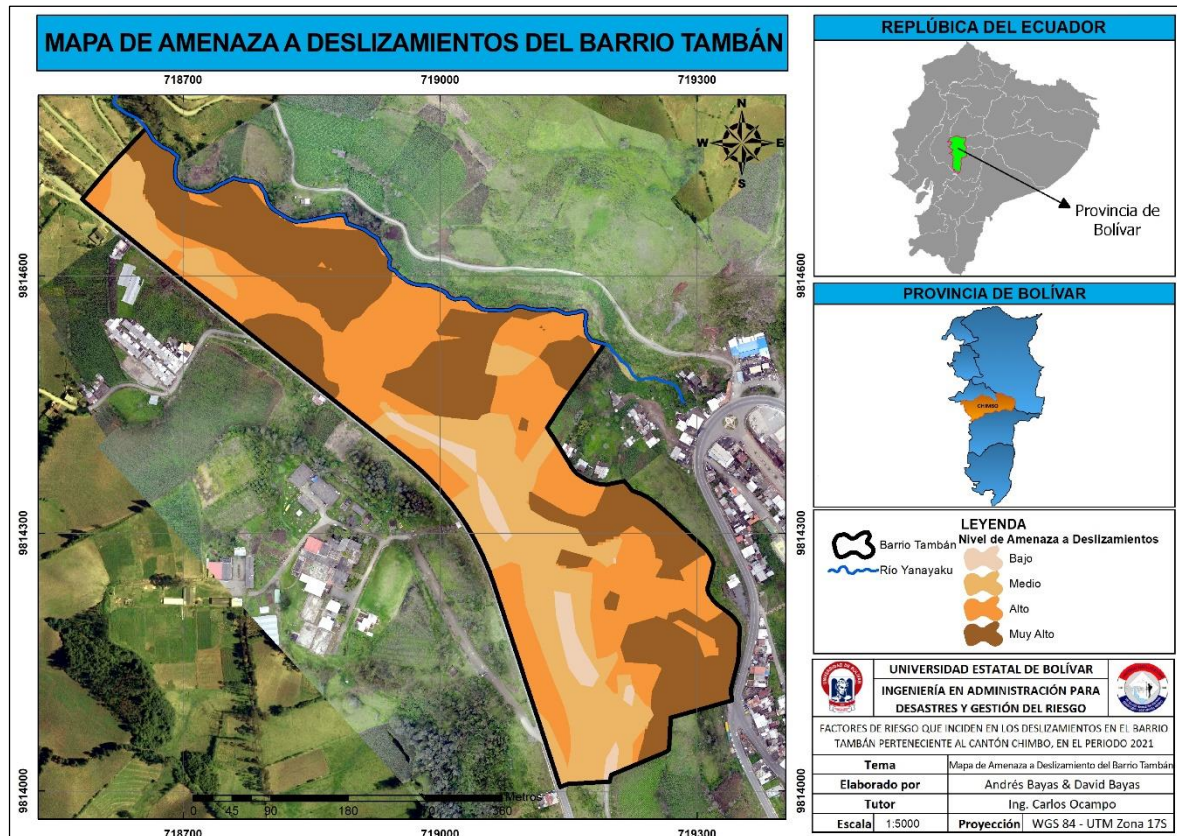 MAPA DE AMENAZA A DESLIZAMIENTOS DEL BARRIO TAMBÁN
718700 719000 719300
9814600 9814600
9814300 9814300
9814000 9814000
N
W E
S
Metros
0 45 90 180 270 360
718700 719000 719300
REPLÚBICA DEL ECUADOR
Provincia de
Bolívar
PROVINCIA DE BOLÍVAR
CHIMBO
LEYENDA
Nivel de Amenaza a Deslizamientos
Barrio Tambán
Río Yanayaku
Bajo
Medio
Alto
Muy Alto
UNIVERSIDAD ESTATAL DE BOLÍVAR
INGENIERÍA EN ADMINISTRACIÓN PARA
DESASTRES Y GESTIÓN DEL RIESGO
FACTORES DE RIESGO QUE INCIDEN EN LOS DESLIZAMIENTOS EN EL BARRIO
TAMBÁN PERTENECIENTE AL CANTÓN CHIMBO, EN EL PERIODO 2021
Tema Mapa de Amenaza a Deslizamiento del Barrio Tambán
Elaborado por Andrés Bayas & David Bayas
Tutor Ing. Carlos Ocampo
Escala 1:5000 Proyección WGS 84 - UTM Zona 17S